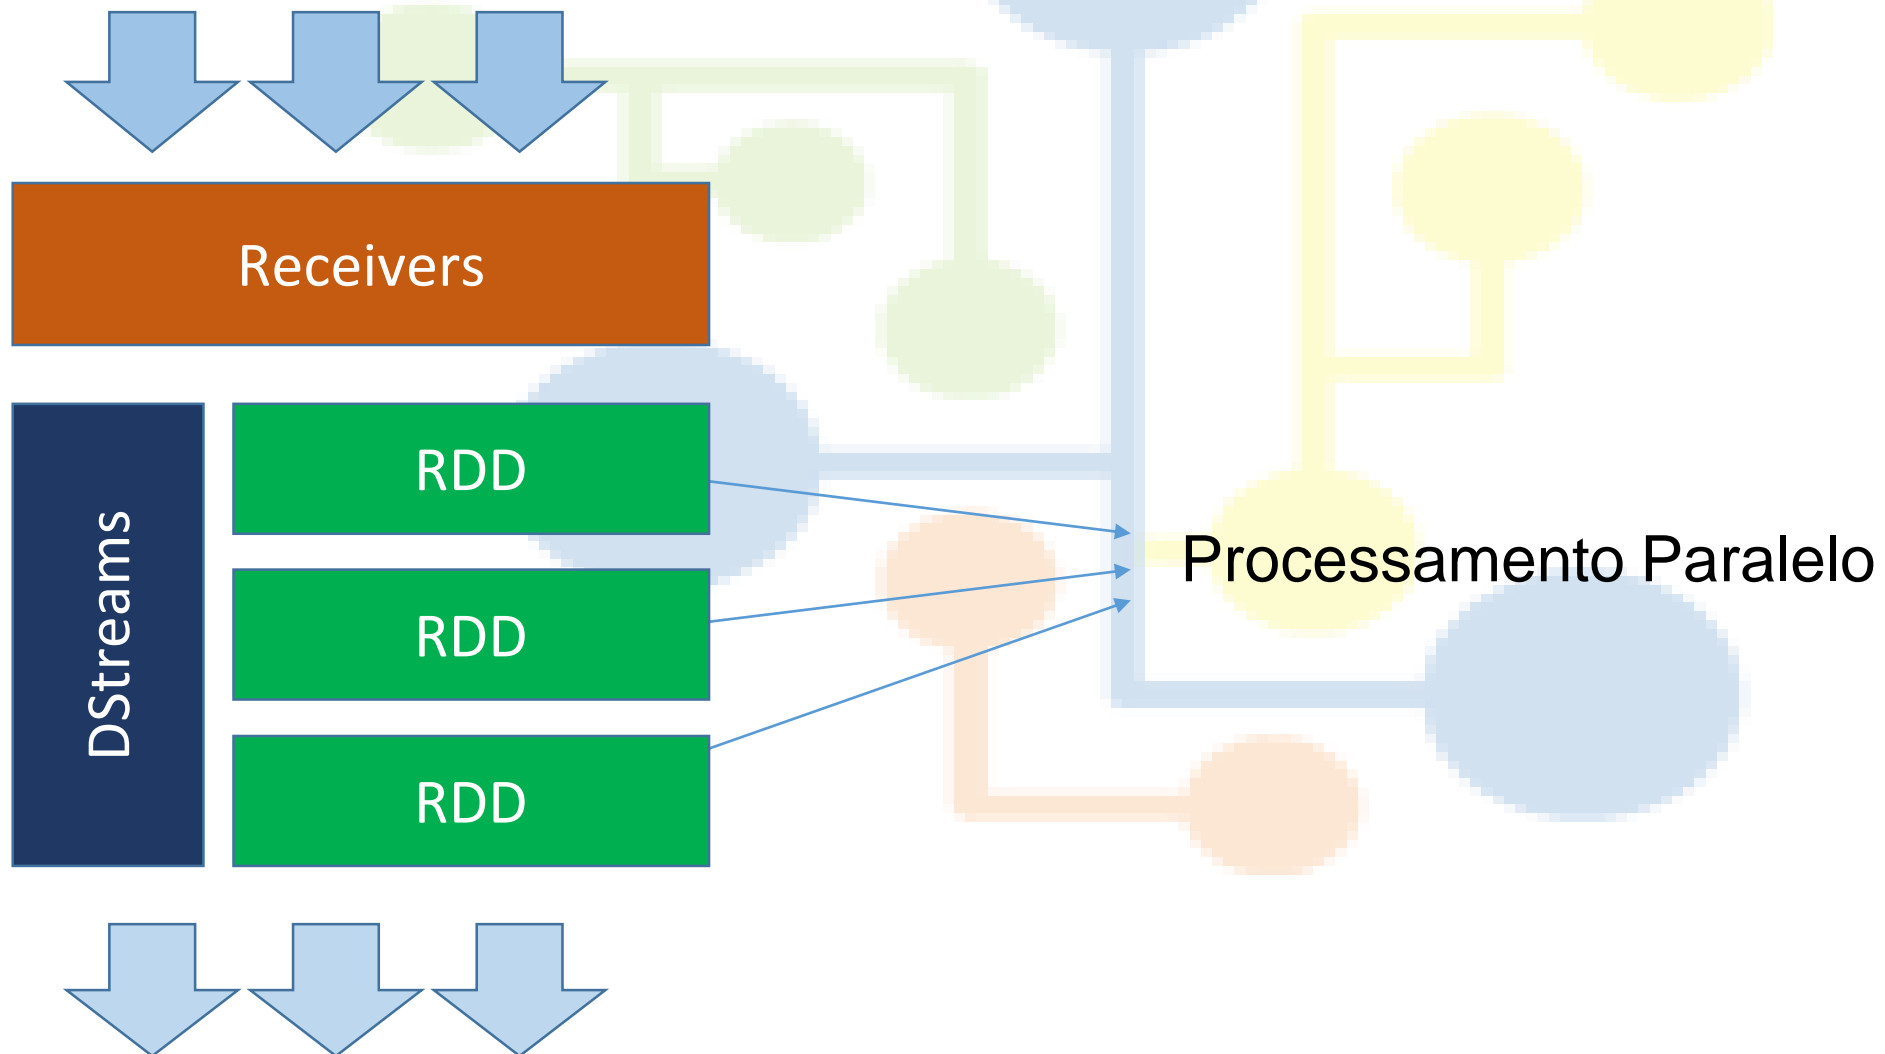 Receivers
DStreams
RDD
RDD
RDD
Processamento Paralelo